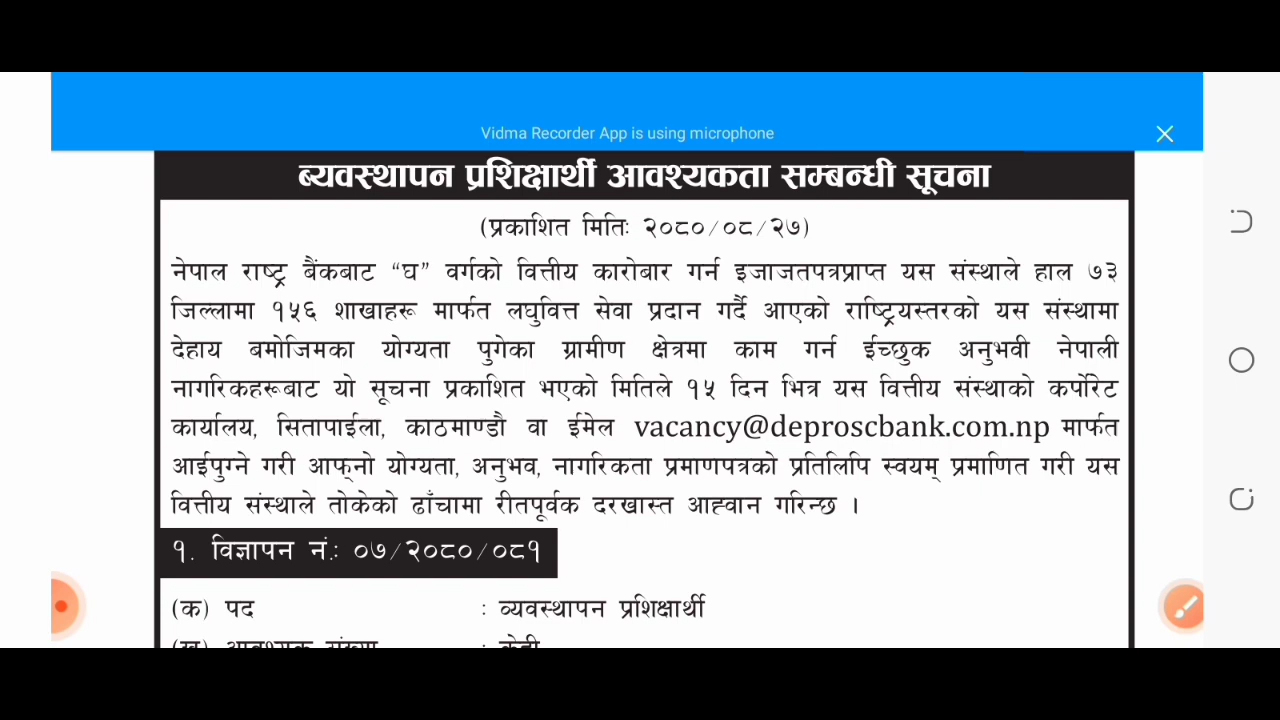 Vidma Recorder App is using microphone
व्यवस्थापन प्रशिक्षार्थी आवश्यकता सम्बन्धी सूचना
(प्रकाशित मितिः २०८०/०८/२७)
नेपाल राष्ट्र बैंकबाट “घ” वर्गको वित्तीय कारोबार गर्न इजाजतपत्रप्राप्त यस संस्थाले हाल ७३
जिल्लामा १५६ शाखाहरू मार्फत लघुवित्त सेवा प्रदान गर्दै आएको राष्ट्रियस्तरको यस संस्थामा
देहाय बमोजिमका योग्यता पुगेका ग्रामीण क्षेत्रमा काम गर्न ईच्छुक अनुभवी नेपाली
नागरिकहरूबाट यो सूचना प्रकाशित भएको मितिले १५ दिन भित्र यस वित्तीय संस्थाको कर्पोरेट
कार्यालय, सितापाईला, काठमाण्डौ वा ईमेल vacancy@deproscbank.com.np मार्फत
आईपुग्ने गरी आफ्‌नो योग्यता, अनुभव, नागरिकता प्रमाणपत्रको प्रतिलिपि स्वयम् प्रमाणित गरी यस
वित्तीय संस्थाले तोकेको ढाँचामा रीतपूर्वक दरखास्त आह्वान गरिन्छ ।
१. विज्ञापन नं.: ०७/२०८०/०८१
(क) पद : व्यवस्थापन प्रशिक्षार्थी
(ख) आवश्यक संख्या : केही